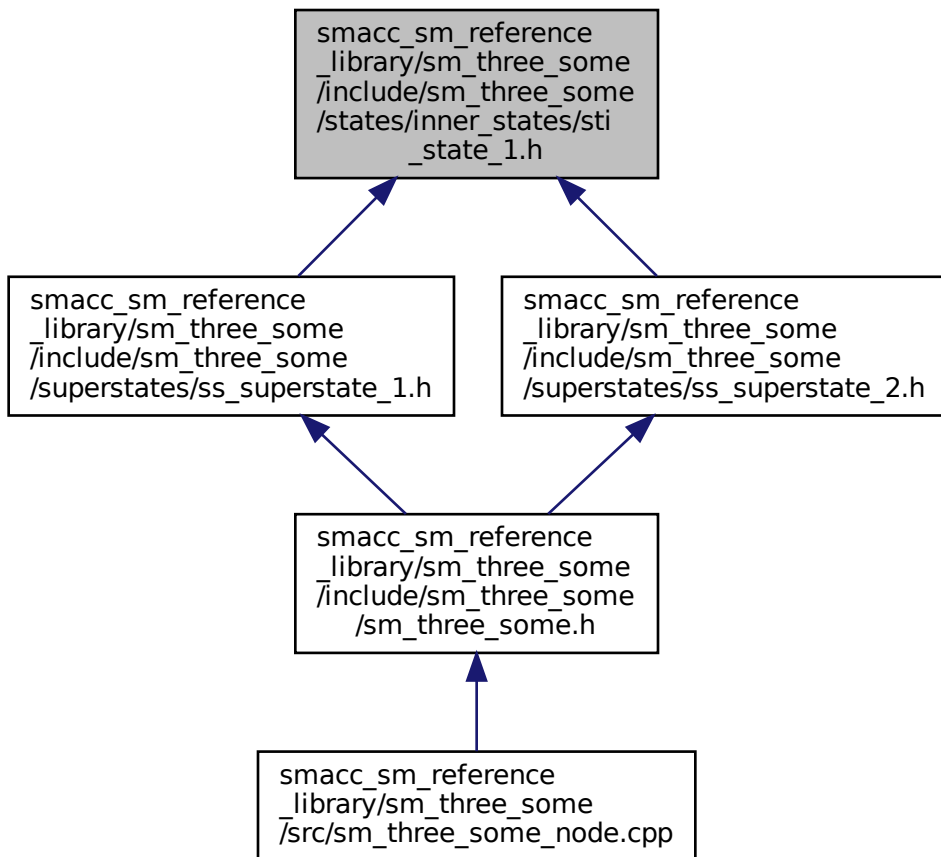 smacc_sm_reference
_library/sm_three_some
/include/sm_three_some
/states/inner_states/sti
_state_1.h
smacc_sm_reference
_library/sm_three_some
/include/sm_three_some
/superstates/ss_superstate_1.h
smacc_sm_reference
_library/sm_three_some
/include/sm_three_some
/superstates/ss_superstate_2.h
smacc_sm_reference
_library/sm_three_some
/include/sm_three_some
/sm_three_some.h
smacc_sm_reference
_library/sm_three_some
/src/sm_three_some_node.cpp